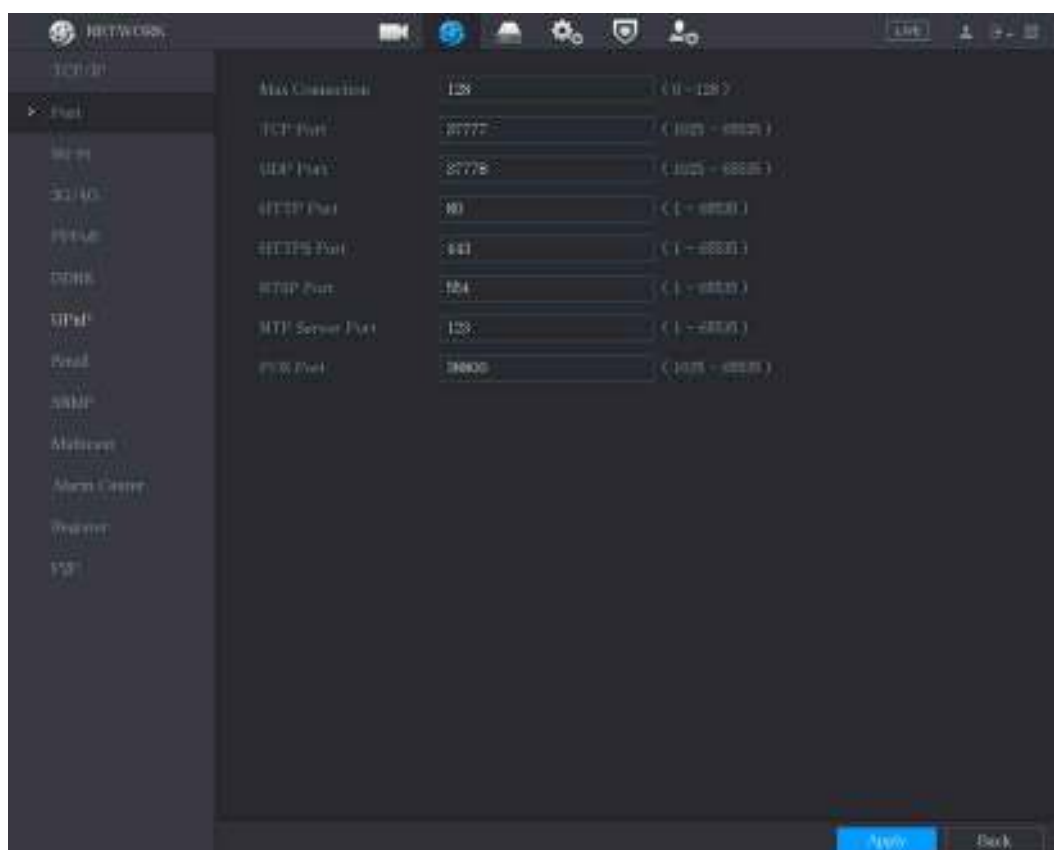 NETWORK
LIVE
TCP/IP
Port
Wi-Fi
3G/4G
PPPoE
DDNS
UPnP
Email
SNMP
Multicast
Alarm Center
Register
P2P
Max Connection 128 (0-128)
TCP Port 37777 (1025 - 65535)
UDP Port 37778 (1025 - 65535)
HTTP Port 80 (1 - 65535)
HTTPS Port 443 (1 - 65535)
RTSP Port 554 (1 - 65535)
NTP Server Port 123 (1 - 65535)
Port (1025 - 65535)
Apply Back